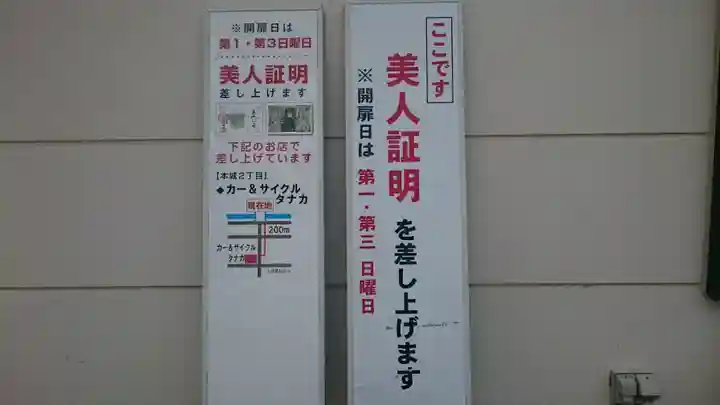 ※開扉日は
第1・第3日曜日
美人証明
差し上げます
下記のお店で
差し上げています
【本城2丁目】
◆カー&サイクル
タナカ
現在地
200m
カー&サイクル
タナカ
ここです
美人証明を差し上げます
※開扉日は 第一・第三 日曜日